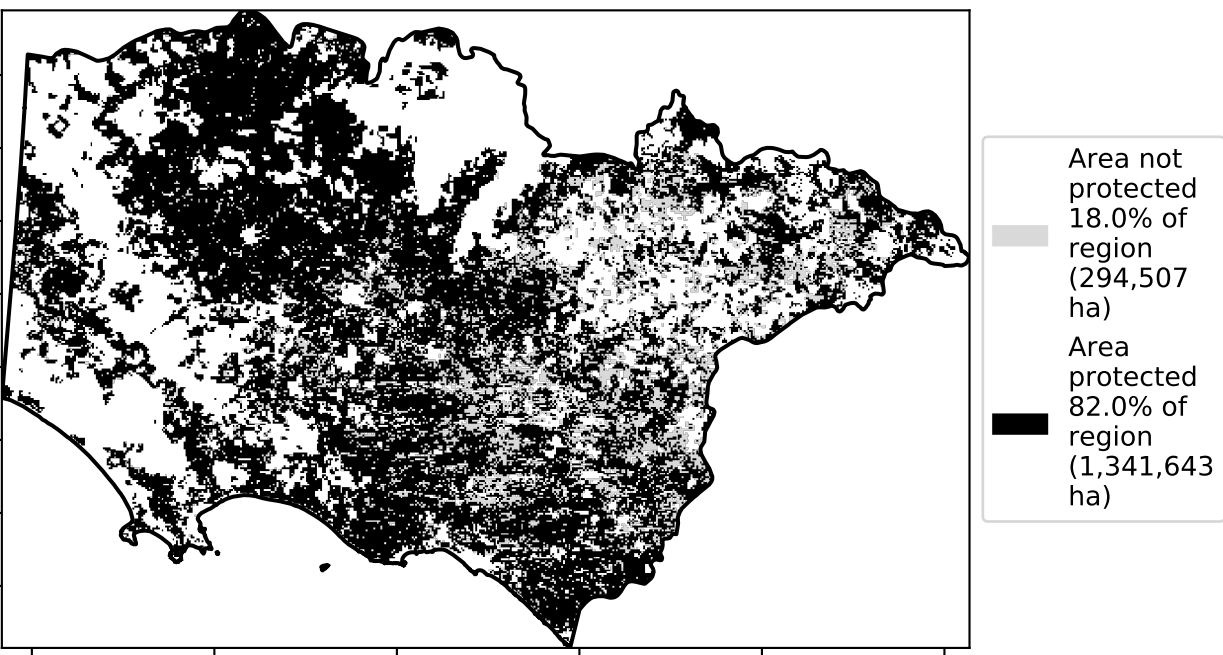 Area not
protected
18.0% of
region
(294,507
ha)
Area
protected
82.0% of
region
(1,341,643
ha)